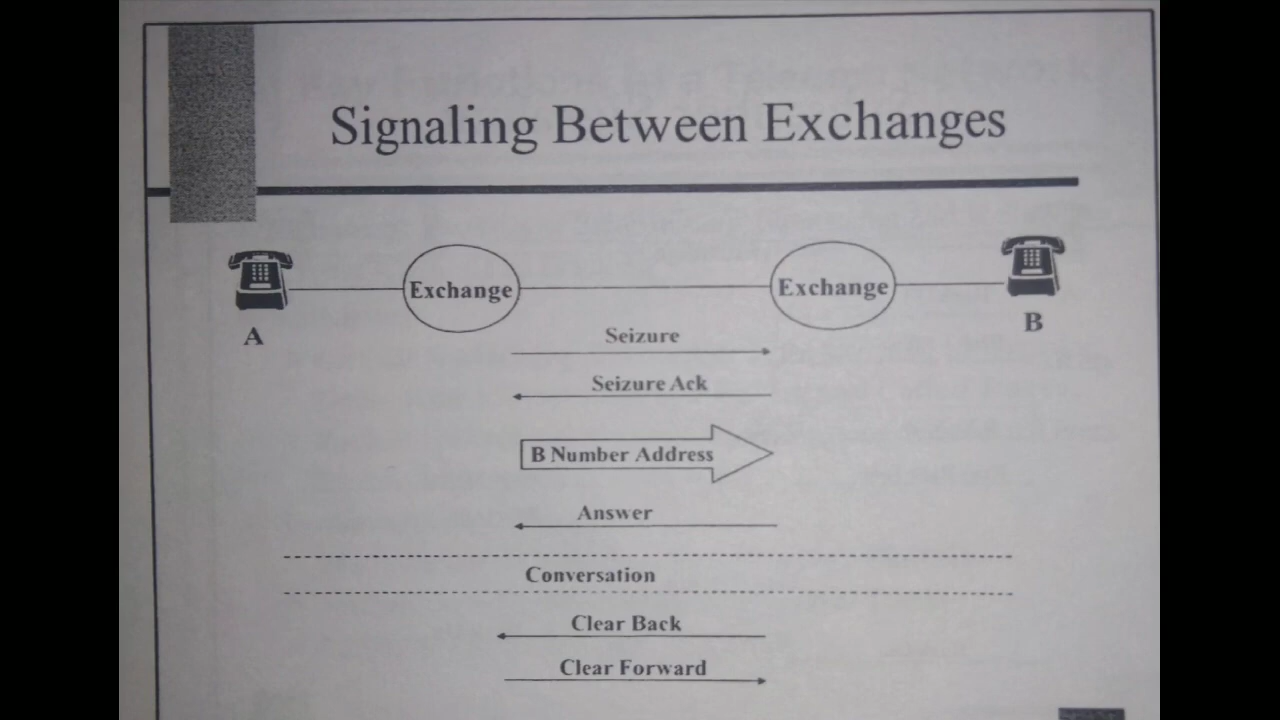 Signaling Between Exchanges
Exchange
Exchange
A
B
Seizure
Seizure Ack
B Number Address
Answer
Conversation
Clear Back
Clear Forward